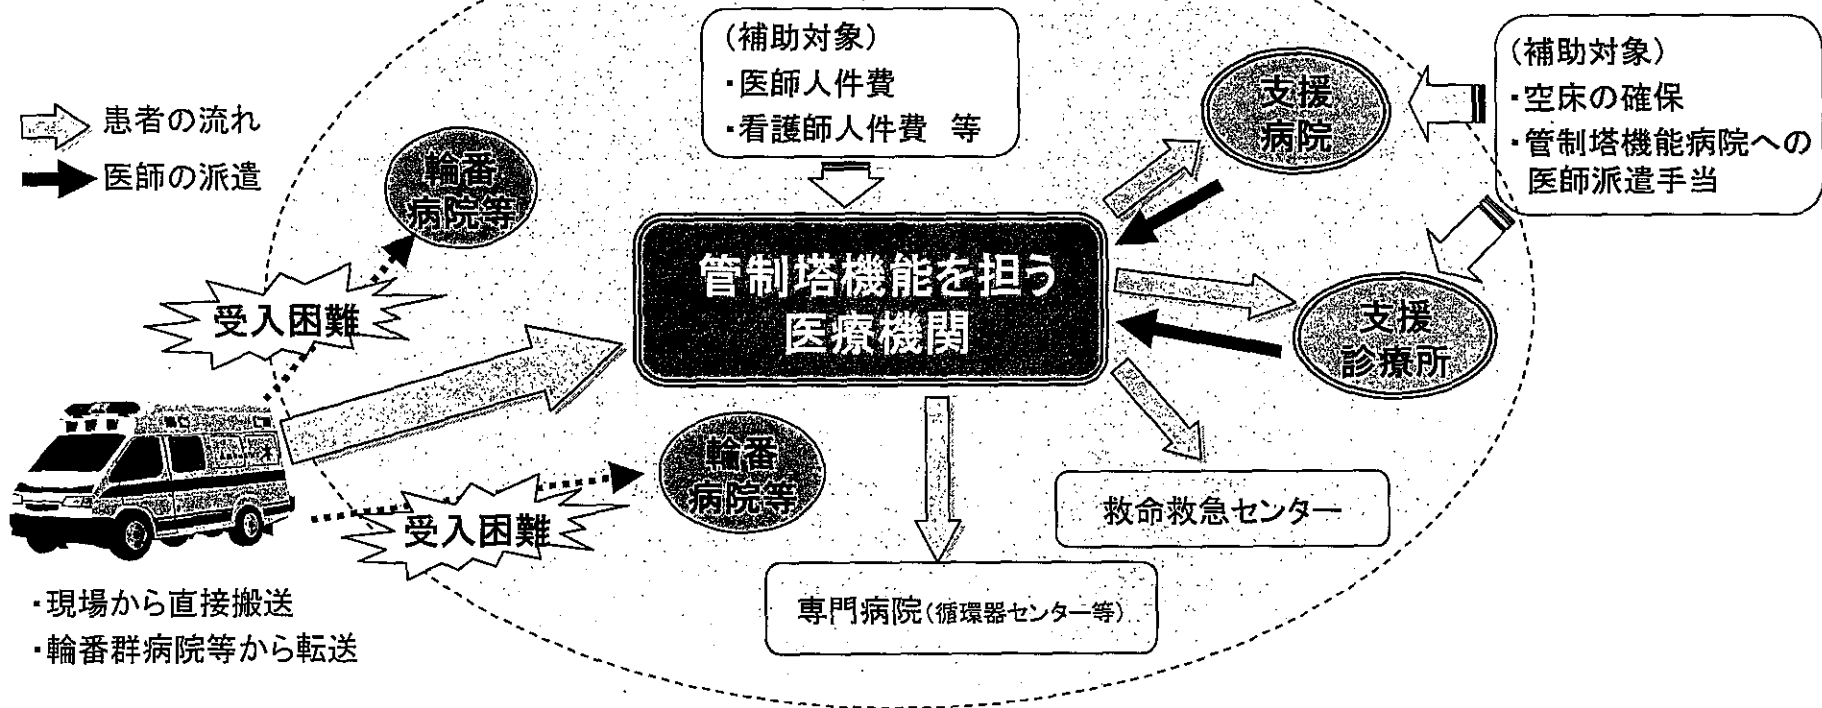 (補助対象)
・医師人件費
・看護師人件費 等
(補助対象)
・空床の確保
・管制塔機能病院への
医師派遣手当
患者の流れ
医師の派遣
輪番
病院等
支援
病院
管制塔機能を担う
医療機関
支援
診療所
受入困難
輪番
病院等
受入困難
救命救急センター
専門病院(循環器センター等)
・現場から直接搬送
・輪番群病院等から転送